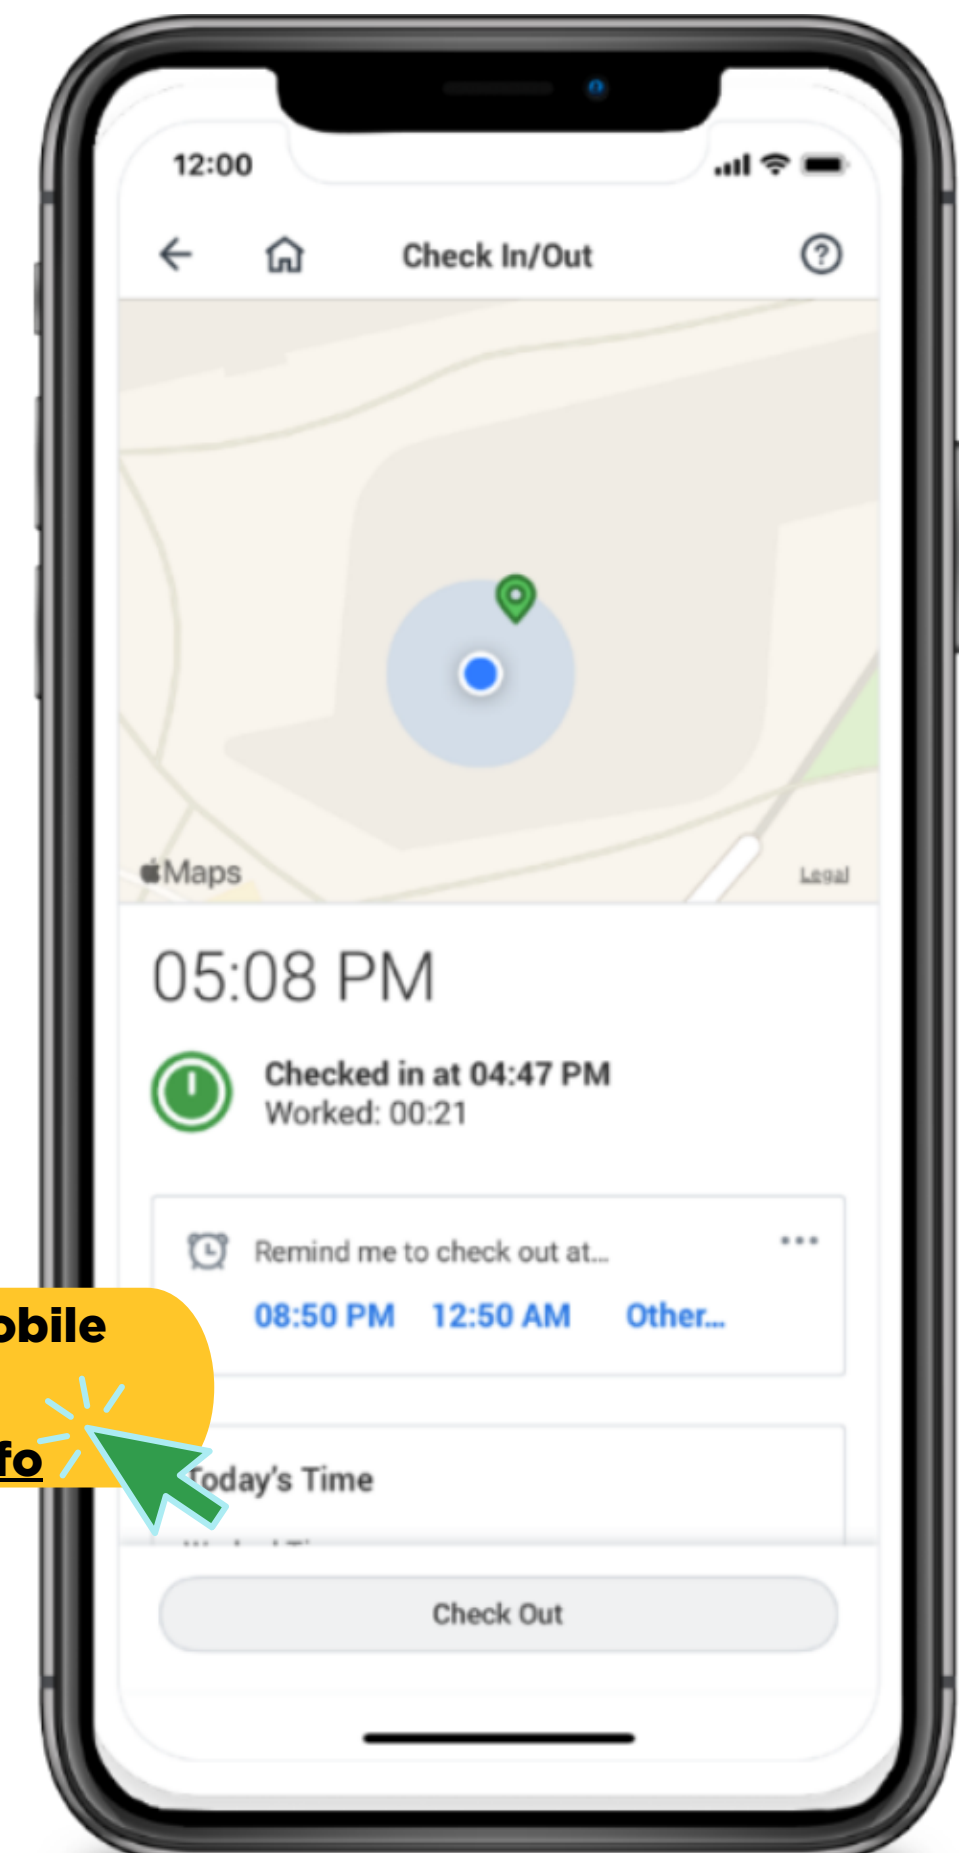 12:00
Check In/Out
Maps
Legal
05:08 PM
Checked in at 04:47 PM
Worked: 00:21
Remind me to check out at...
08:50 PM 12:50 AM Other...
obile
fo
Today's Time
Check Out